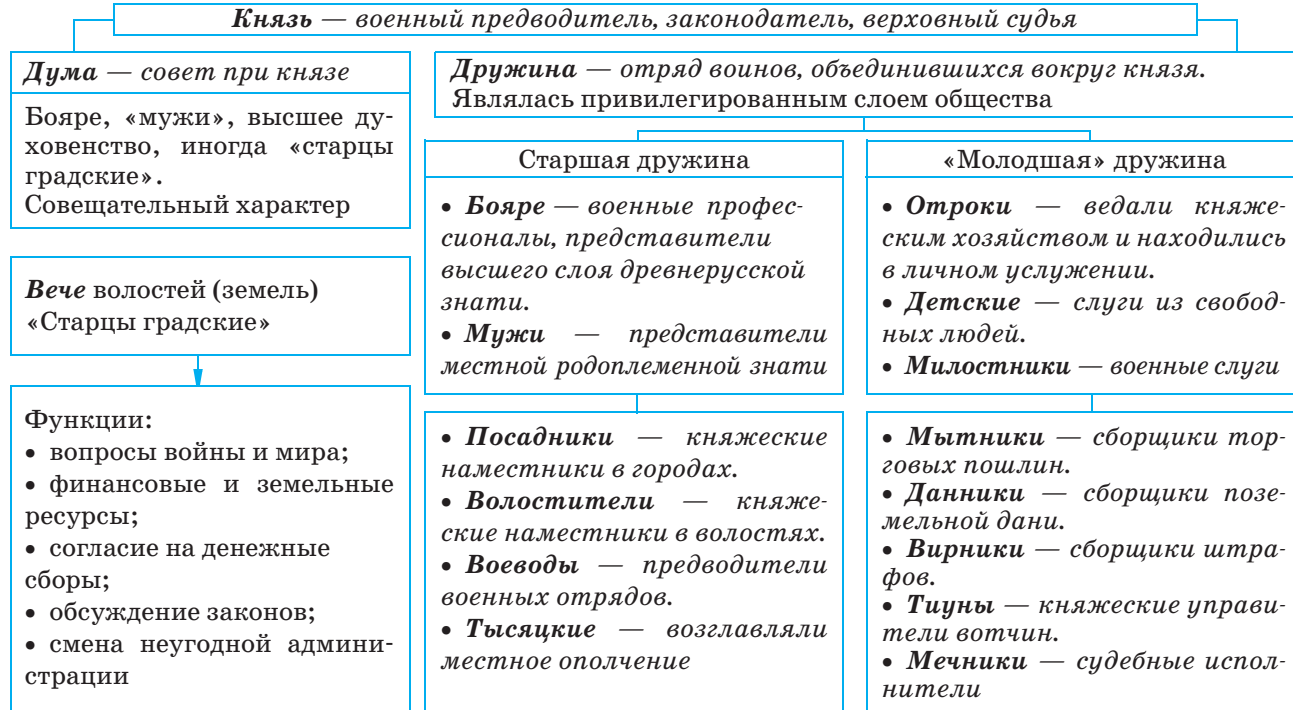 Князь — военный предводитель, законодатель, верховный судья
Дума — совет при князе
Бояре, «мужи», высшее ду-
ховенство, иногда «старцы
градские».
Совещательный характер
Вече волостей (земель)
«Старцы градские»
Функции:
• вопросы войны и мира;
• финансовые и земельные
ресурсы;
• согласие на денежные
сборы;
• обсуждение законов;
• смена неугодной админи-
страции
Дружина — отряд воинов, объединившихся вокруг князя.
Являлась привилегированным слоем общества
Старшая дружина
• Бояре — военные профес-
сионалы, представители
высшего слоя древнерусской
знати.
• Мужи — представители
местной родоплеменной знати
• Посадники — княжеские
наместники в городах.
• Волостители — княже-
ские наместники в волостях.
• Воеводы — предводители
военных отрядов.
• Тысяцкие — возглавляли
местное ополчение
«Молодшая» дружина
• Отроки — ведали княже-
ским хозяйством и находились
в личном услужении.
• Детские — слуги из свобод-
ных людей.
• Милостники — военные слуги
• Мытники — сборщики тор-
говых пошлин.
• Данники — сборщики позе-
мельной дани.
• Вирники — сборщики штра-
фов.
• Тиуны — княжеские управи-
тели вотчин.
• Мечники — судебные испол-
нители